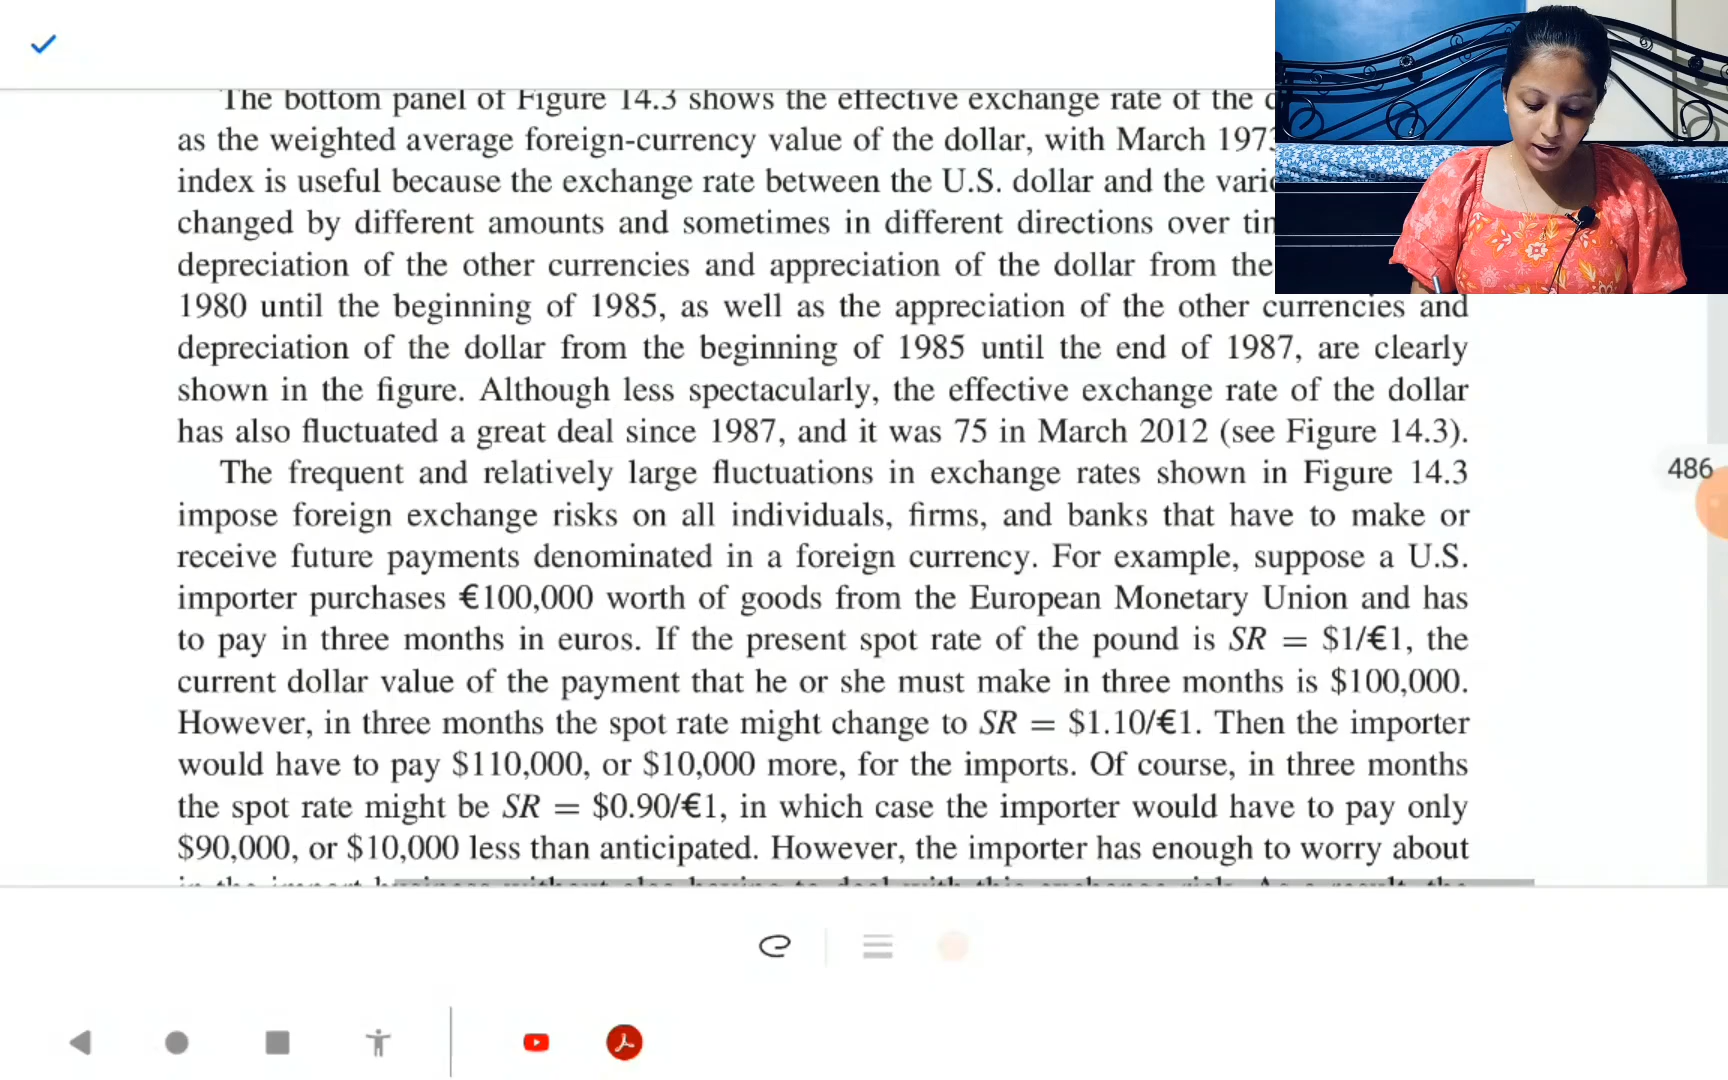 The bottom panel of Figure 14.3 shows the effective exchange rate of the
as the weighted average foreign-currency value of the dollar, with March 1973
index is useful because the exchange rate between the U.S. dollar and the
changed by different amounts and sometimes in different directions over
depreciation of the other currencies and appreciation of the dollar from the
1980 until the beginning of 1985, as well as the appreciation of the other currencies and
depreciation of the dollar from the beginning of 1985 until the end of 1987, are clearly
shown in the figure. Although less spectacularly, the effective exchange rate of the dollar
has also fluctuated a great deal since 1987, and it was 75 in March 2012 (see Figure 14.3).
The frequent and relatively large fluctuations in exchange rates shown in Figure 14.3
impose foreign exchange risks on all individuals, firms, and banks that have to make or
receive future payments denominated in a foreign currency. For example, suppose a U.S.
importer purchases €100,000 worth of goods from the European Monetary Union and has
to pay in three months in euros. If the present spot rate of the pound is SR = $1/€1, the
current dollar value of the payment that he or she must make in three months is $100,000.
However, in three months the spot rate might change to SR = $1.10/€1. Then the importer
would have to pay $110,000, or $10,000 more, for the imports. Of course, in three months
the spot rate might be SR = $0.90/€1, in which case the importer would have to pay only
$90,000, or $10,000 less than anticipated. However, the importer has enough to worry about
486